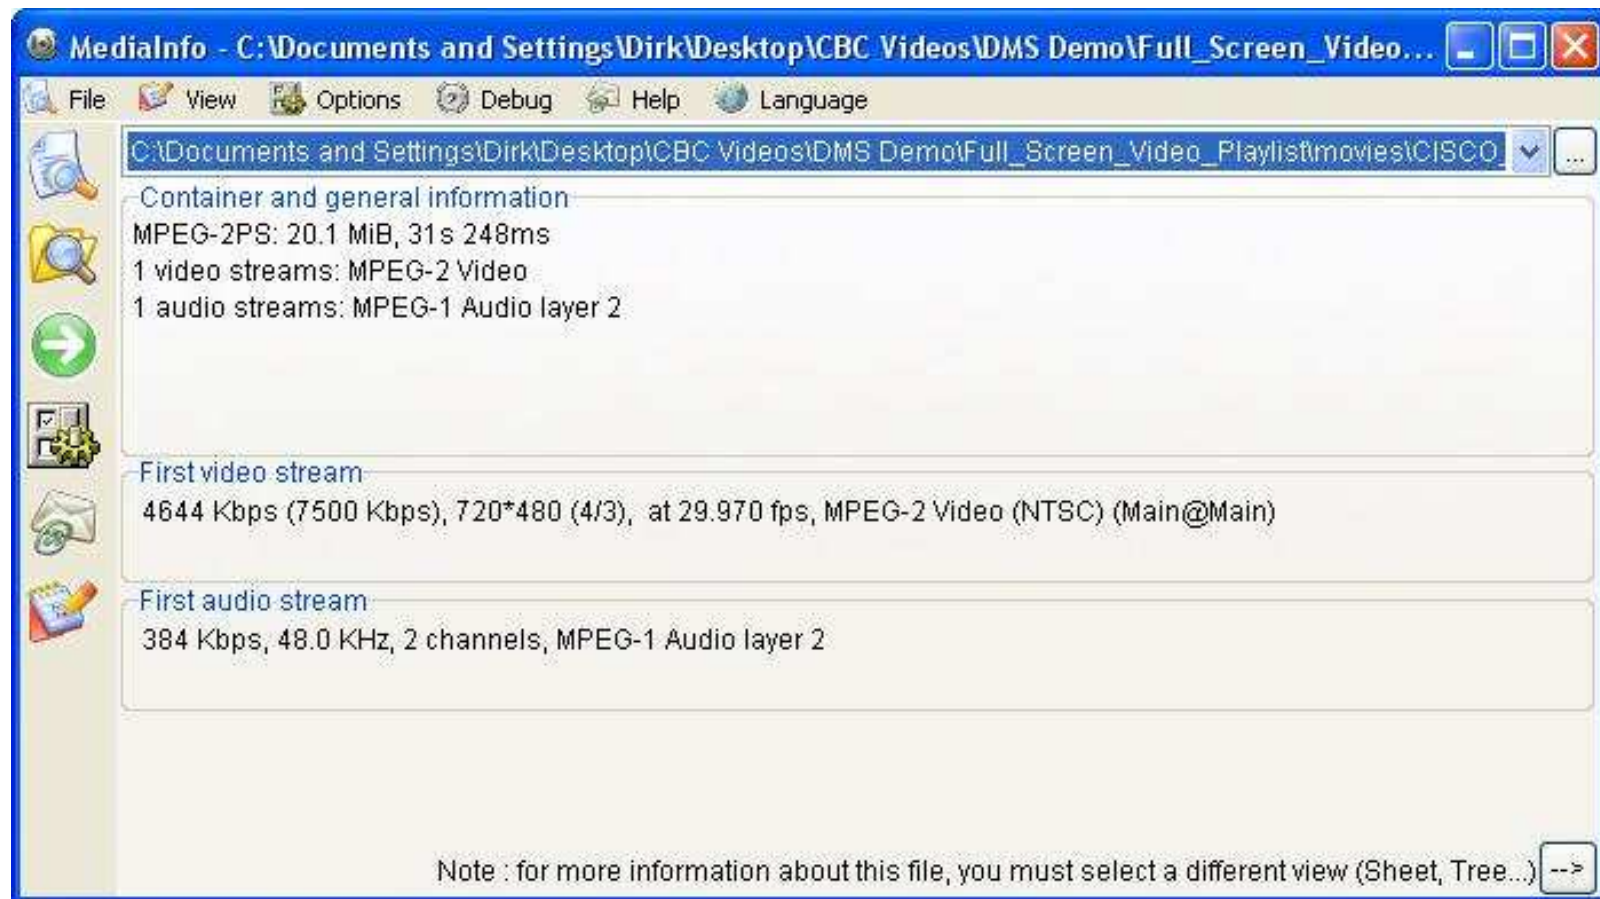 MediaInfo - C:\Documents and Settings\Dirk\Desktop\CBC Videos\DMS Demo\Full_Screen_Video...
File View Options Debug Help Language
C:\Documents and Settings\Dirk\Desktop\CBC Videos\DMS Demo\Full_Screen_Video_Playlist\movies\CISCO_ ...
Container and general information
MPEG-2PS: 20.1 MiB, 31s 248ms
1 video streams: MPEG-2 Video
1 audio streams: MPEG-1 Audio layer 2
First video stream
4644 Kbps (7500 Kbps), 720*480 (4/3), at 29.970 fps, MPEG-2 Video (NTSC) (Main@Main)
First audio stream
384 Kbps, 48.0 KHz, 2 channels, MPEG-1 Audio layer 2
Note : for more information about this file, you must select a different view (Sheet, Tree...) -->